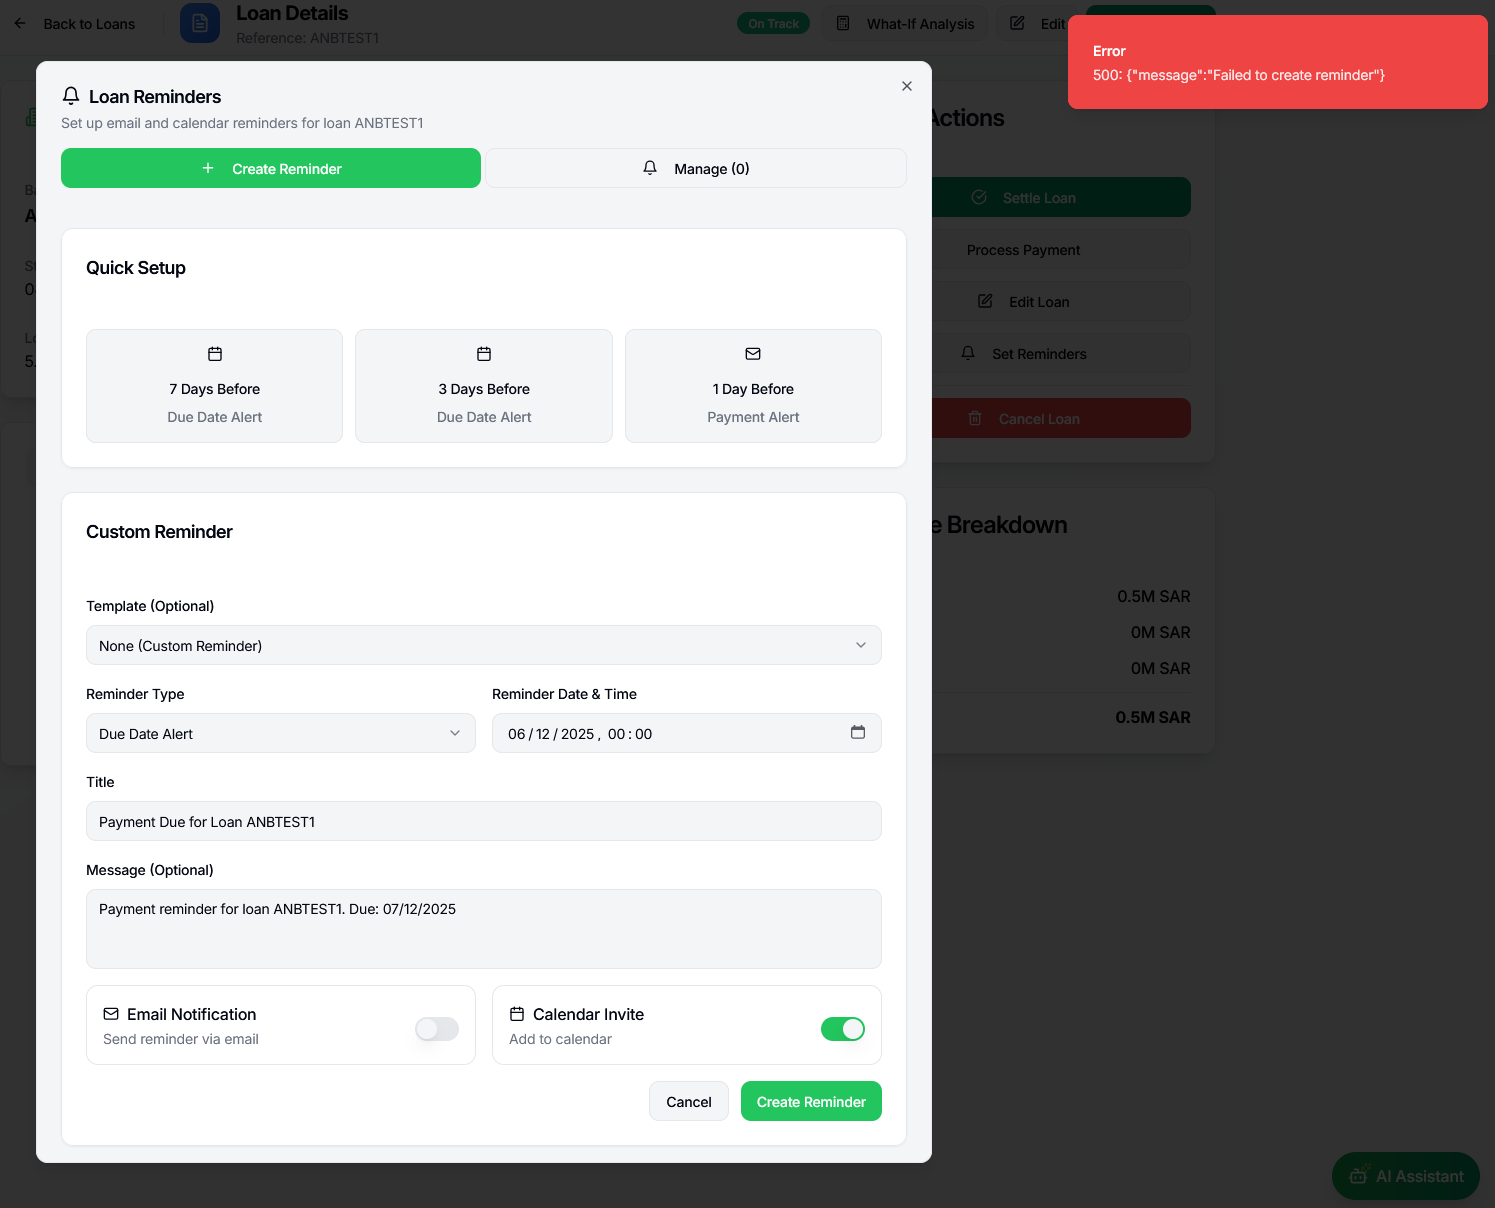 Back to Loans
Loan Details
Reference: ANBTEST1
On Track
What-If Analysis
Edit
Error
500: {"message":"Failed to create reminder"}
Loan Reminders
Set up email and calendar reminders for loan ANBTEST1
Create Reminder
Manage (0)
Quick Setup
7 Days Before
Due Date Alert
3 Days Before
Due Date Alert
1 Day Before
Payment Alert
Custom Reminder
Template (Optional)
None (Custom Reminder)
Reminder Type
Due Date Alert
Reminder Date & Time
06/12/2025, 00:00
Title
Payment Due for Loan ANBTEST1
Message (Optional)
Payment reminder for loan ANBTEST1. Due: 07/12/2025
Email Notification
Send reminder via email
Calendar Invite
Add to calendar
Cancel
Create Reminder
Actions
Settle Loan
Process Payment
Edit Loan
Set Reminders
Cancel Loan
Breakdown
0.5M SAR
0M SAR
0M SAR
0.5M SAR
AI Assistant